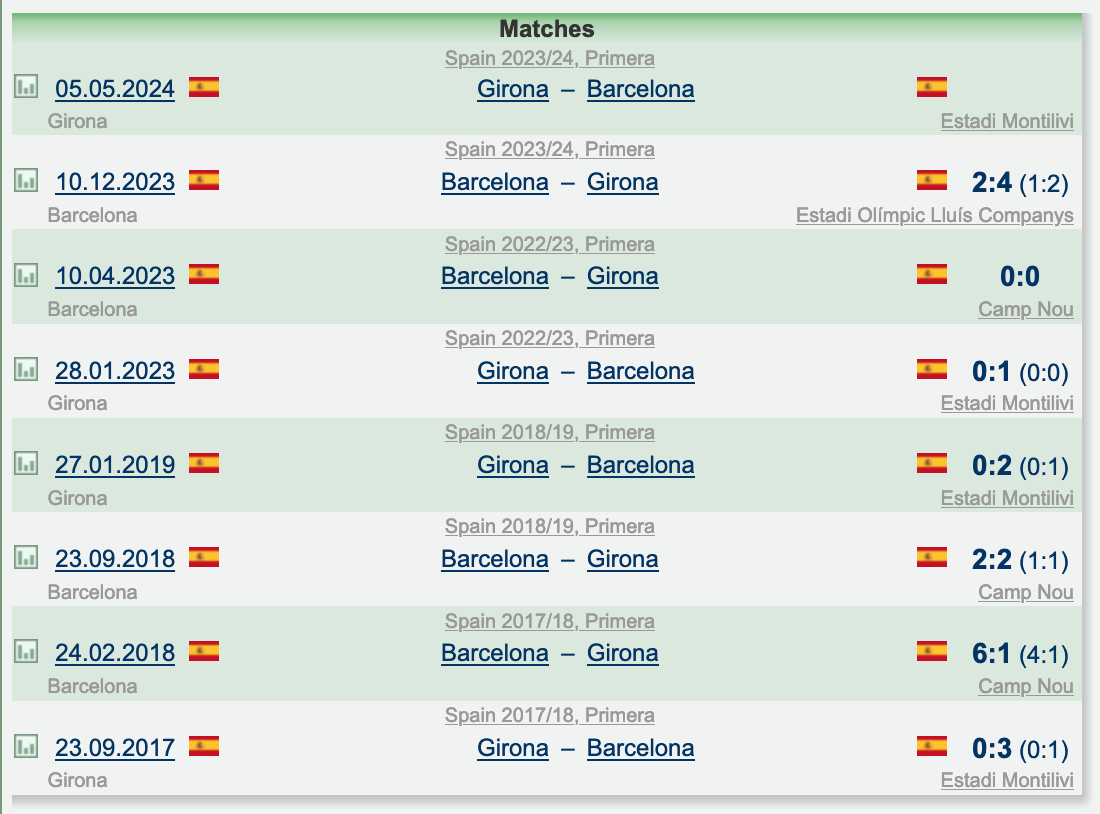 Matches
Spain 2023/24, Primera
05.05.2024 Girona – Barcelona
Girona Estadi Montilivi
Spain 2023/24, Primera
10.12.2023 Barcelona – Girona 2:4 (1:2)
Barcelona Estadi Olímpic Lluís Companys
Spain 2022/23, Primera
10.04.2023 Barcelona – Girona 0:0
Barcelona Camp Nou
Spain 2022/23, Primera
28.01.2023 Girona – Barcelona 0:1 (0:0)
Girona Estadi Montilivi
Spain 2018/19, Primera
27.01.2019 Girona – Barcelona 0:2 (0:1)
Girona Estadi Montilivi
Spain 2018/19, Primera
23.09.2018 Barcelona – Girona 2:2 (1:1)
Barcelona Camp Nou
Spain 2017/18, Primera
24.02.2018 Barcelona – Girona 6:1 (4:1)
Barcelona Camp Nou
Spain 2017/18, Primera
23.09.2017 Girona – Barcelona 0:3 (0:1)
Girona Estadi Montilivi